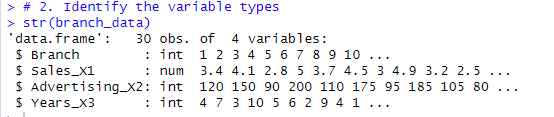 > # 2. Identify the variable types
> str(branch_data)
'data.frame':   30 obs. of  4 variables:
 $ Branch        : int  1 2 3 4 5 6 7 8 9 10 ...
 $ Sales_X1      : num  3.4 4.1 2.8 5 3.7 4.5 3 4.9 3.2 2.5 ...
 $ Advertising_X2: int  120 150 90 200 110 175 95 185 105 80 ...
 $ Years_X3      : int  4 7 3 10 5 6 2 9 4 1 ...